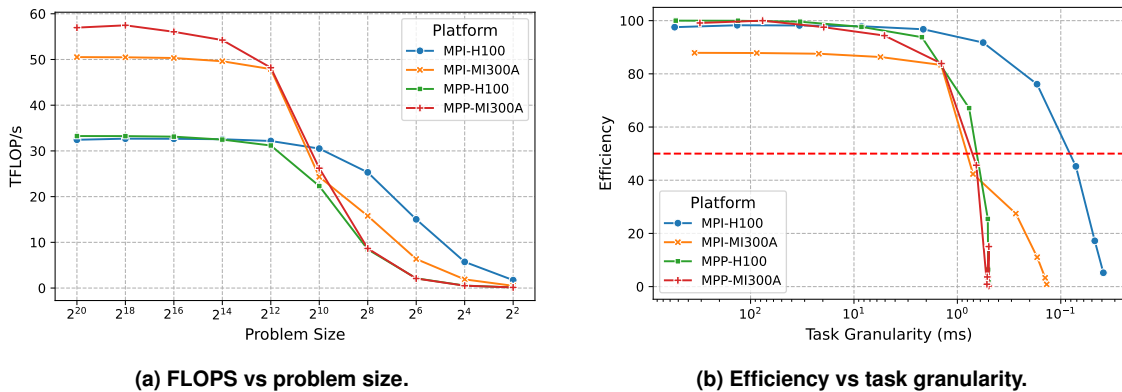 60
50
40
30
20
10
0
TFLOP/s
Platform
MPI-H100
MPI-MI300A
MPP-H100
MPP-MI300A
2^20 2^18 2^16 2^14 2^12 2^10 2^8 2^6 2^4 2^2
Problem Size
(a) FLOPS vs problem size.
100
80
60
40
20
0
Efficiency
Platform
MPI-H100
MPI-MI300A
MPP-H100
MPP-MI300A
10^2 10^1 10^0 10^−1
Task Granularity (ms)
(b) Efficiency vs task granularity.